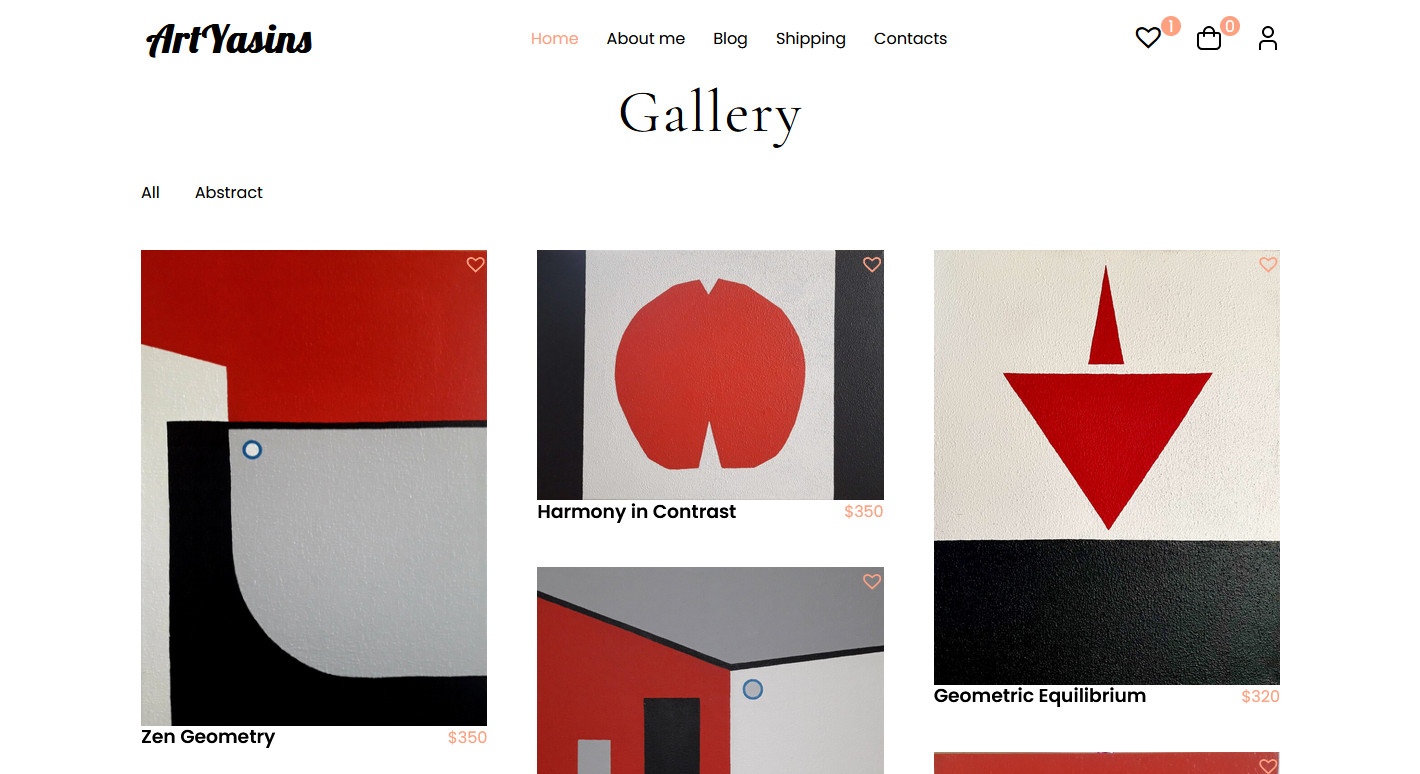 ArtYasins
Home About me Blog Shipping Contacts
1 0
Gallery
All Abstract
Harmony in Contrast $350
Geometric Equilibrium $320
Zen Geometry $350